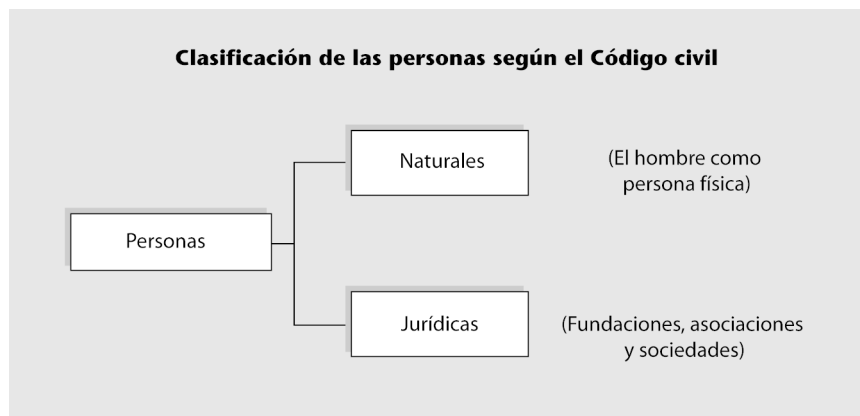 Clasificación de las personas según el Código civil
Naturales
(El hombre como
persona física)
Personas
Jurídicas
(Fundaciones, asociaciones
y sociedades)